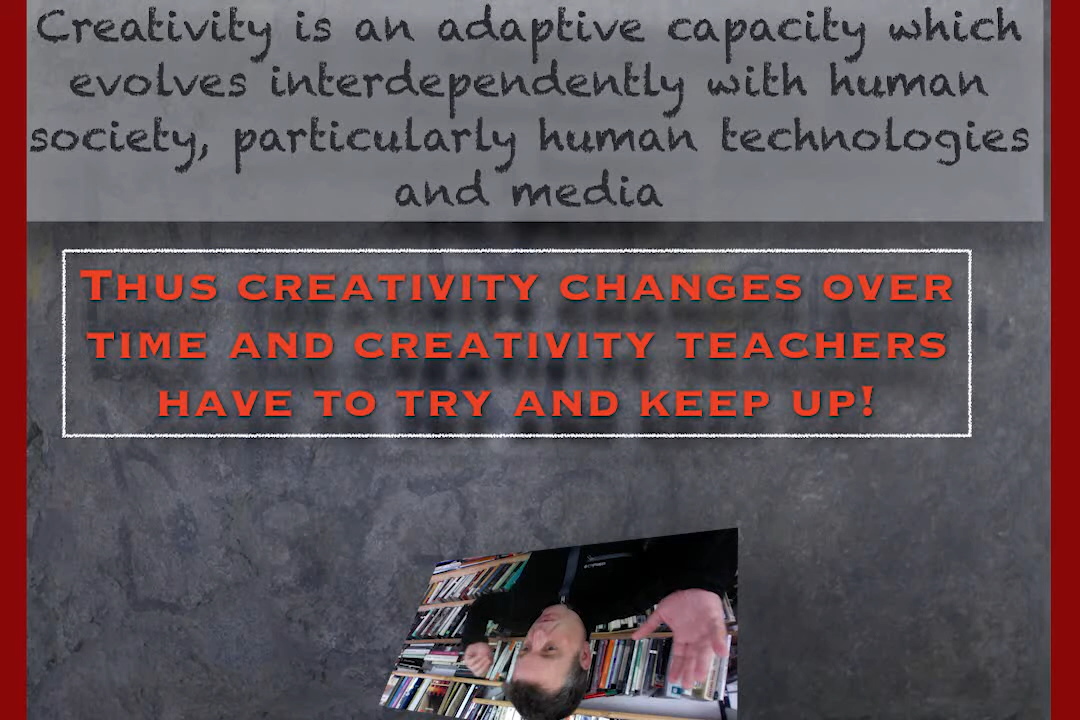 Creativity is an adaptive capacity which
evolves interdependently with human
society, particularly human technologies
and media
THUS CREATIVITY CHANGES OVER
TIME AND CREATIVITY TEACHERS
HAVE TO TRY AND KEEP UP!